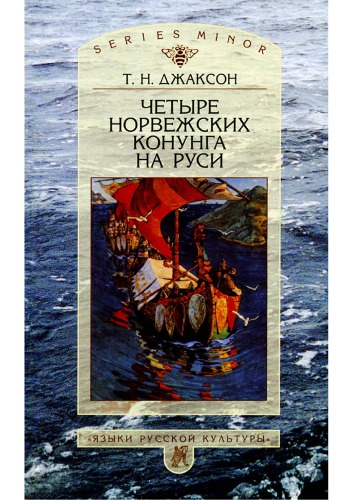 SERIES MINOR
Т. Н. ДЖАКСОН
ЧЕТЫРЕ
НОРВЕЖСКИХ
КОНУНГА
НА РУСИ
«ЯЗЫКИ РУССКОЙ КУЛЬТУРЫ»